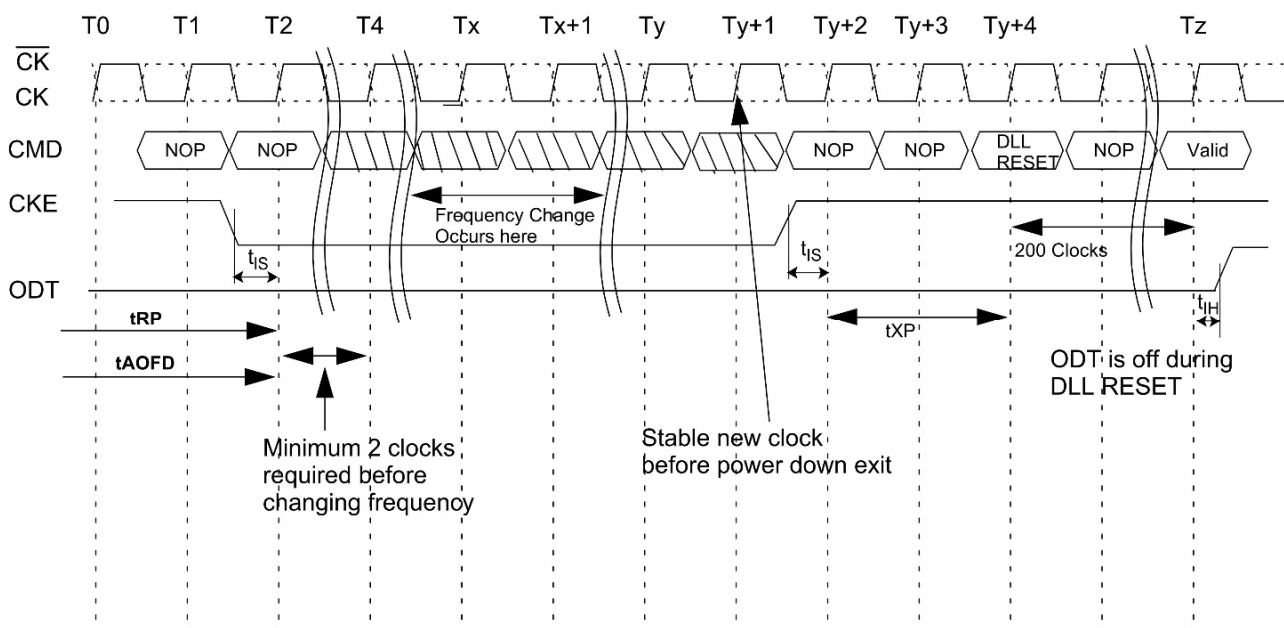 T0 T1 T2 T4 Tx Tx+1 Ty Ty+1 Ty+2 Ty+3 Ty+4 Tz
CK
CK
CMD NOP NOP NOP NOP DLL RESET NOP Valid
CKE
Frequency Change
Occurs here
200 Clocks
tIS tIS
ODT
tRP
tXP
tIH
tAOFD
ODT is off during
DLL RESET
Minimum 2 clocks
required before
changing frequency
Stable new clock
before power down exit